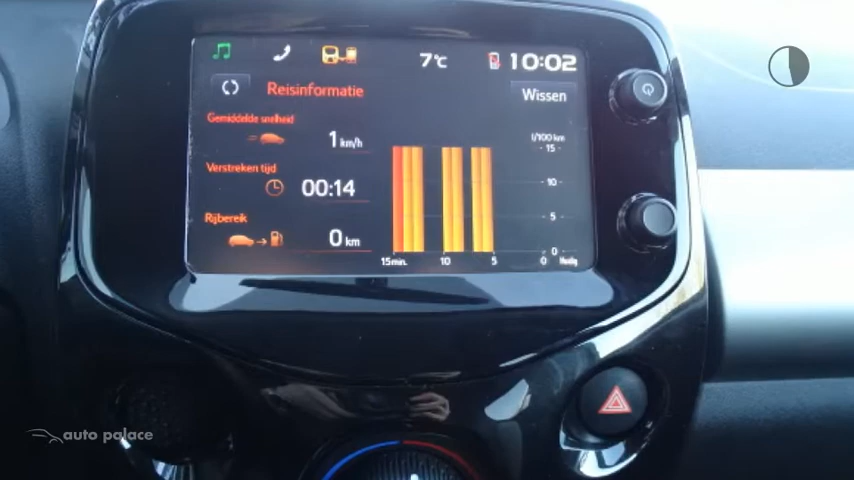 7°C 10:02
Reisinformatie
Wissen
Gemiddelde snelheid
1 km/h
l/100 km
15
Verstreken tijd
10
00:14
Rijbereik
5
0 km
0
15min. 10 5 0 Huidig
auto palace